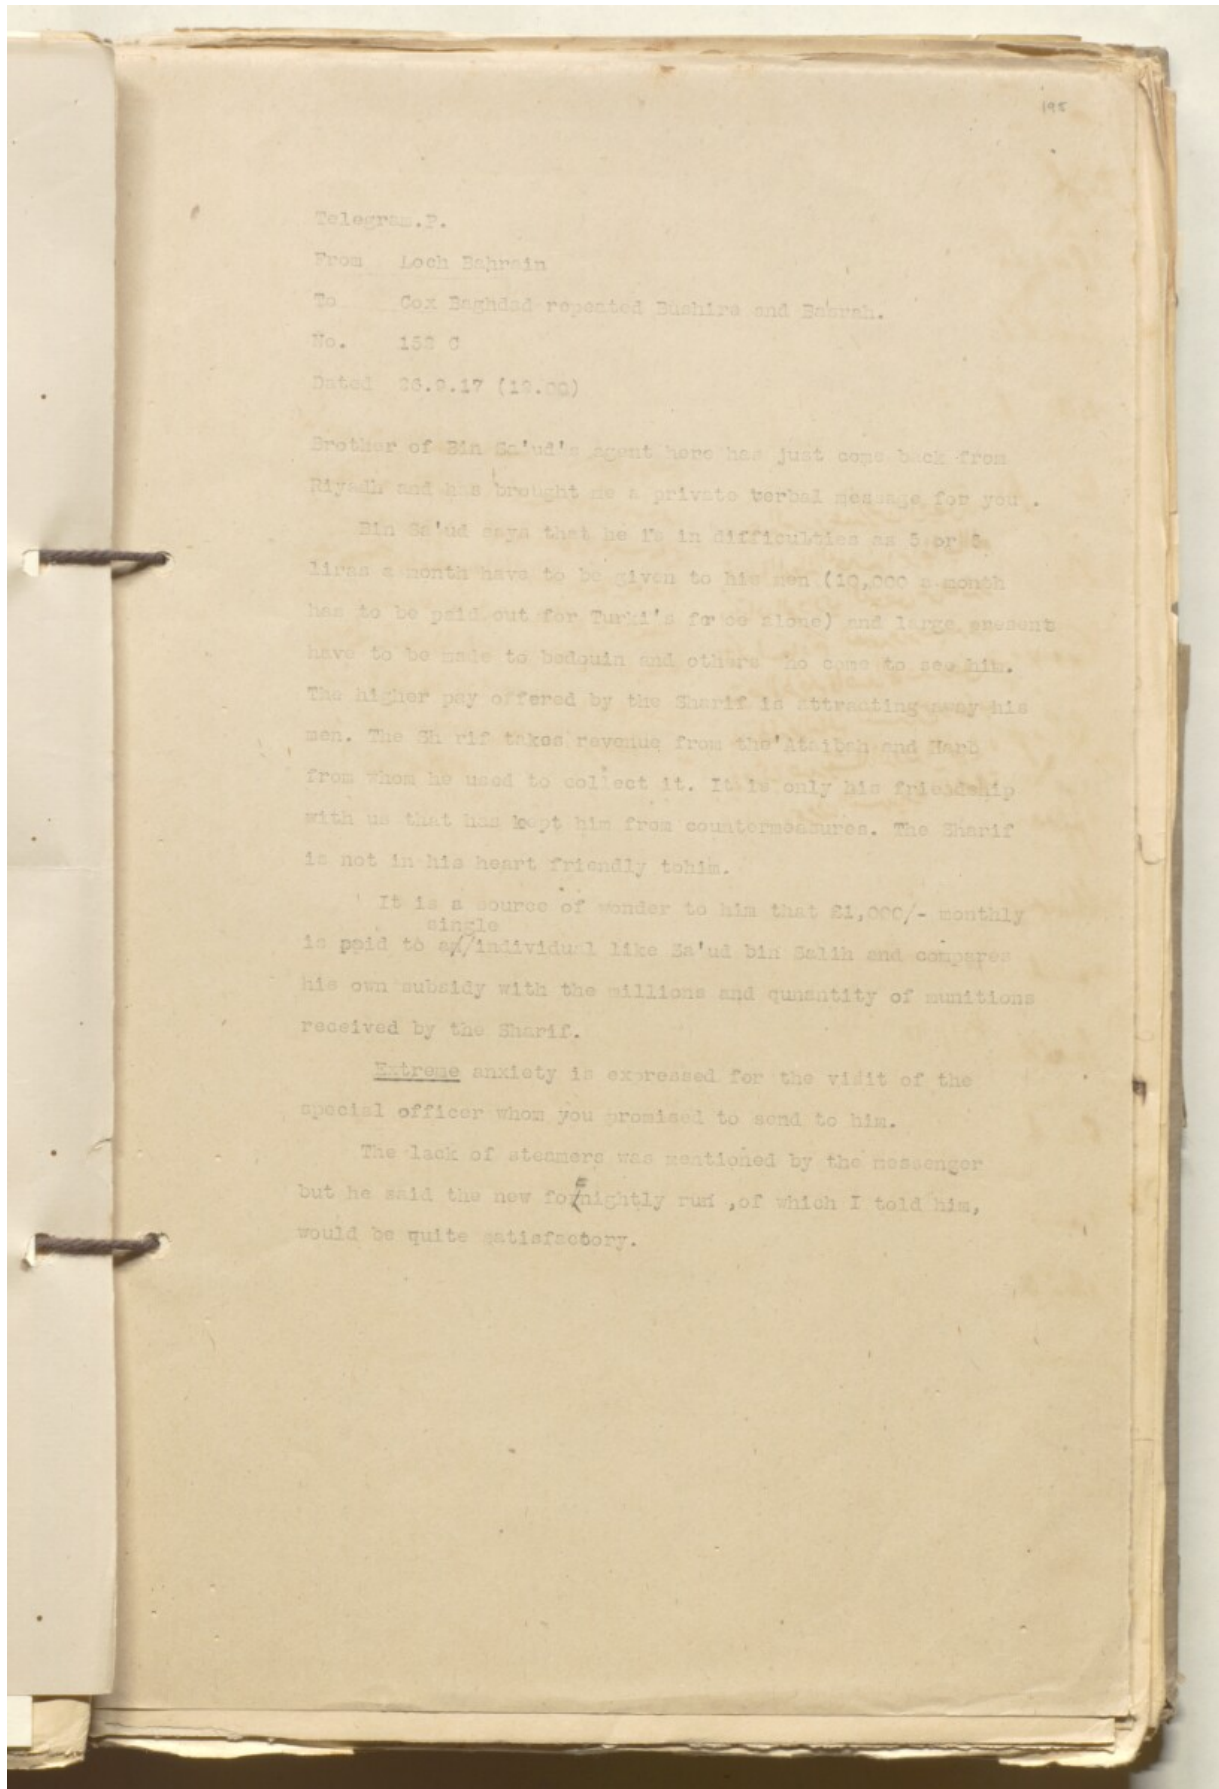 195
Telegram.P.
From Loch Bahrain
To Cox Baghdad repeated Bushire and Basrah.
No. 152 C
Dated 26.9.17 (12.00)
Brother of Bin Sa'ud's agent here has just come back from
Riyadh and has brought me a private verbal message for you .
Bin Sa'ud says that he is in difficulties as 5 or 6
liras a month have to be given to his men (10,000 a month
has to be paid out for Turki's for ce alone) and large present
have to be made to bedouin and others ho come to see him.
The higher pay offered by the Sharif is attracting away his
men. The Sh rif takes revenue from the 'Ataibah and Harb
from whom he used to collect it. It is only his friendship
with us that has kept him from countermeasures. The Sharif
is not in his heart friendly tohim.
It is a source of wonder to him that £1,000/- monthly
single
is paid to a/individual like Sa'ud bin Salih and compares
his own subsidy with the millions and qunantity of munitions
received by the Sharif.
Extreme anxiety is expressed for the visit of the
special officer whom you promised to send to him.
The lack of steamers was mentioned by the messenger
but he said the new fortnightly run ,of which I told him,
would be quite satisfactory.